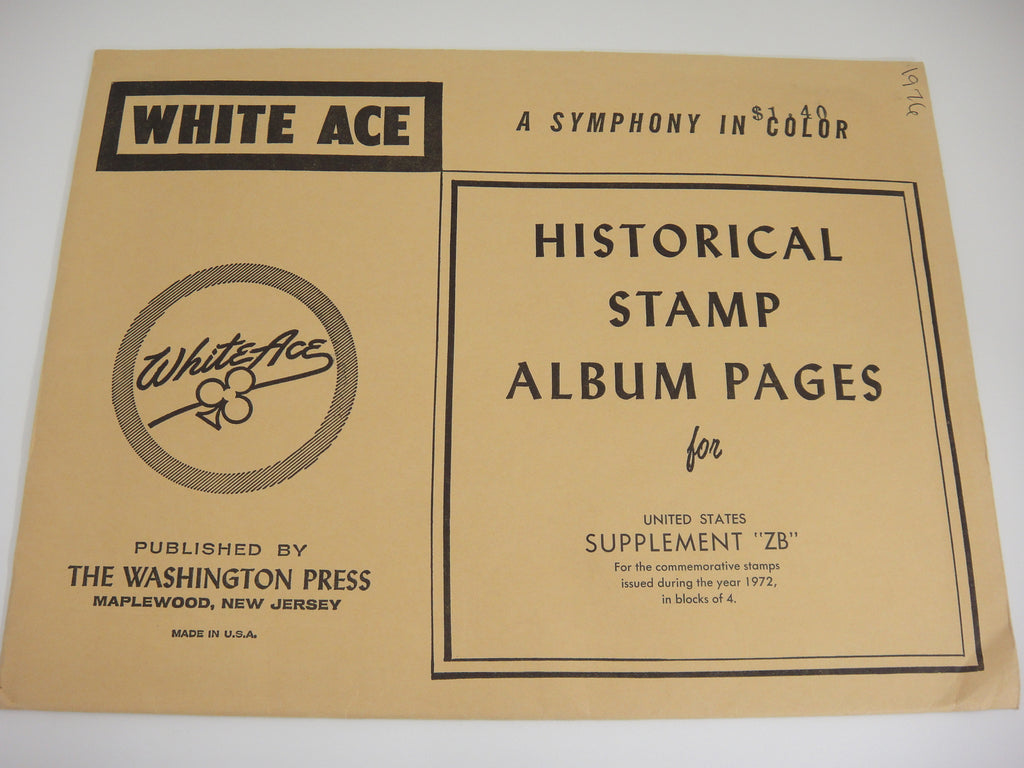 WHITE ACE
A SYMPHONY IN COLOR
$1.40
1976
HISTORICAL
STAMP
ALBUM PAGES
for
UNITED STATES
SUPPLEMENT "ZB"
For the commemorative stamps
issued during the year 1972,
in blocks of 4.
White Ace
PUBLISHED BY
THE WASHINGTON PRESS
MAPLEWOOD, NEW JERSEY
MADE IN U.S.A.